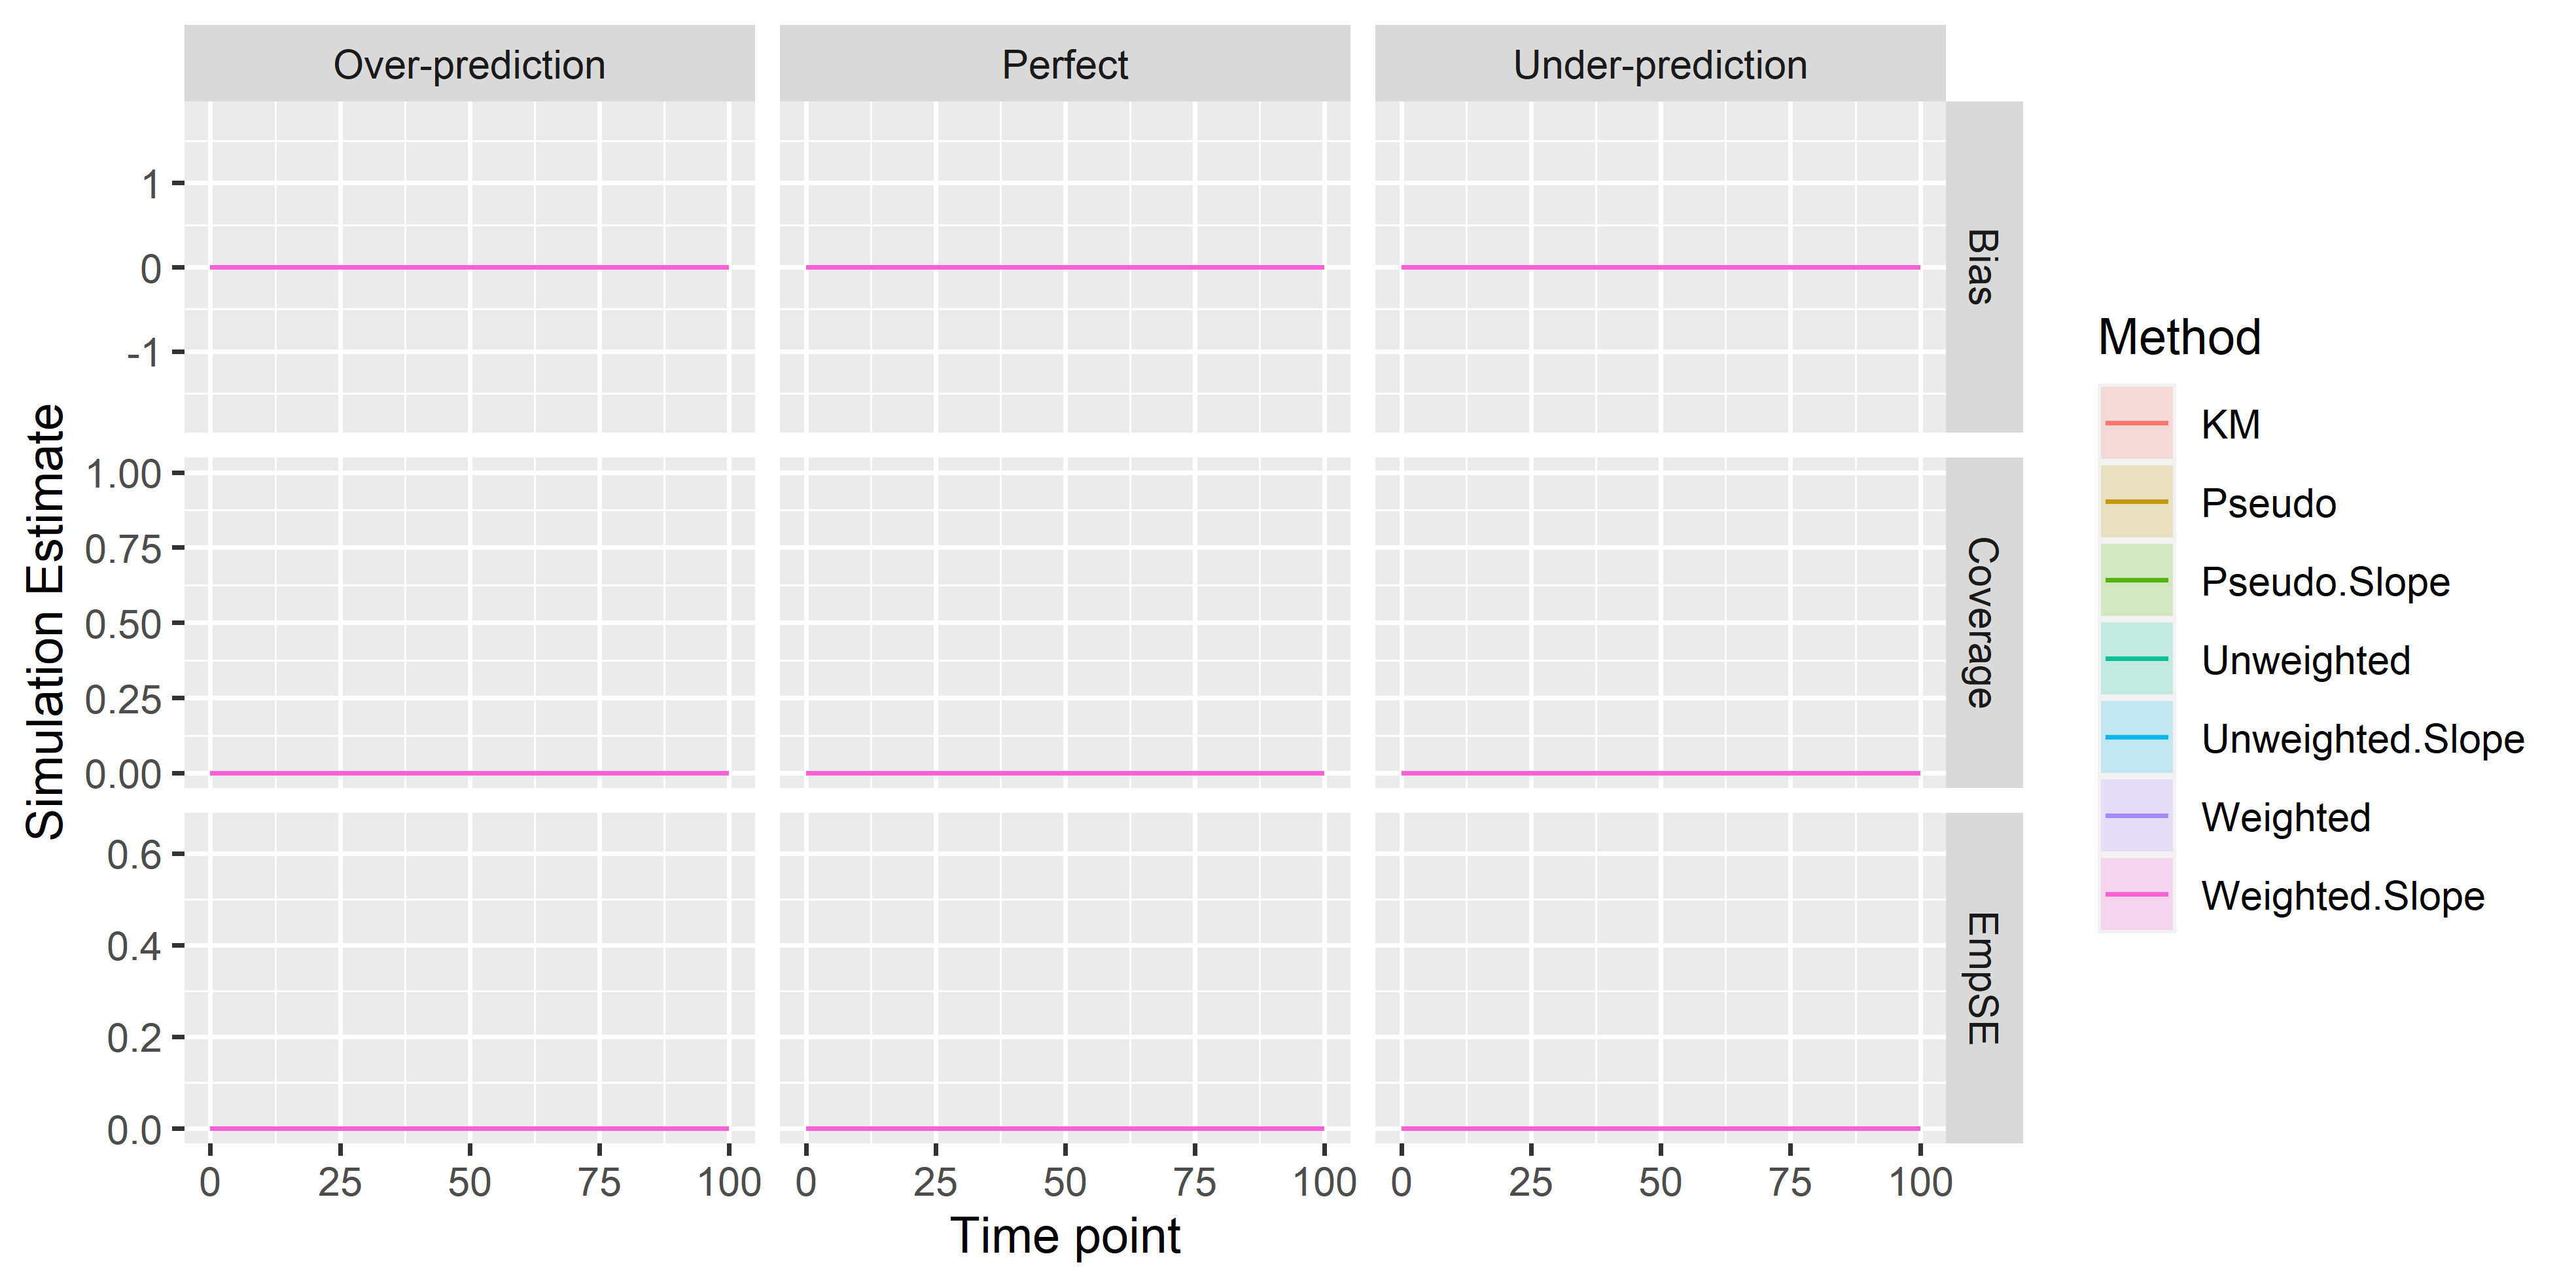 Over-prediction
Perfect
Under-prediction
Simulation Estimate
1
0
-1
Bias
1.00
0.75
0.50
0.25
0.00
Coverage
0.6
0.4
0.2
0.0
EmpSE
0 25 50 75 100
0 25 50 75 100
0 25 50 75 100
Time point
Method
KM
Pseudo
Pseudo.Slope
Unweighted
Unweighted.Slope
Weighted
Weighted.Slope